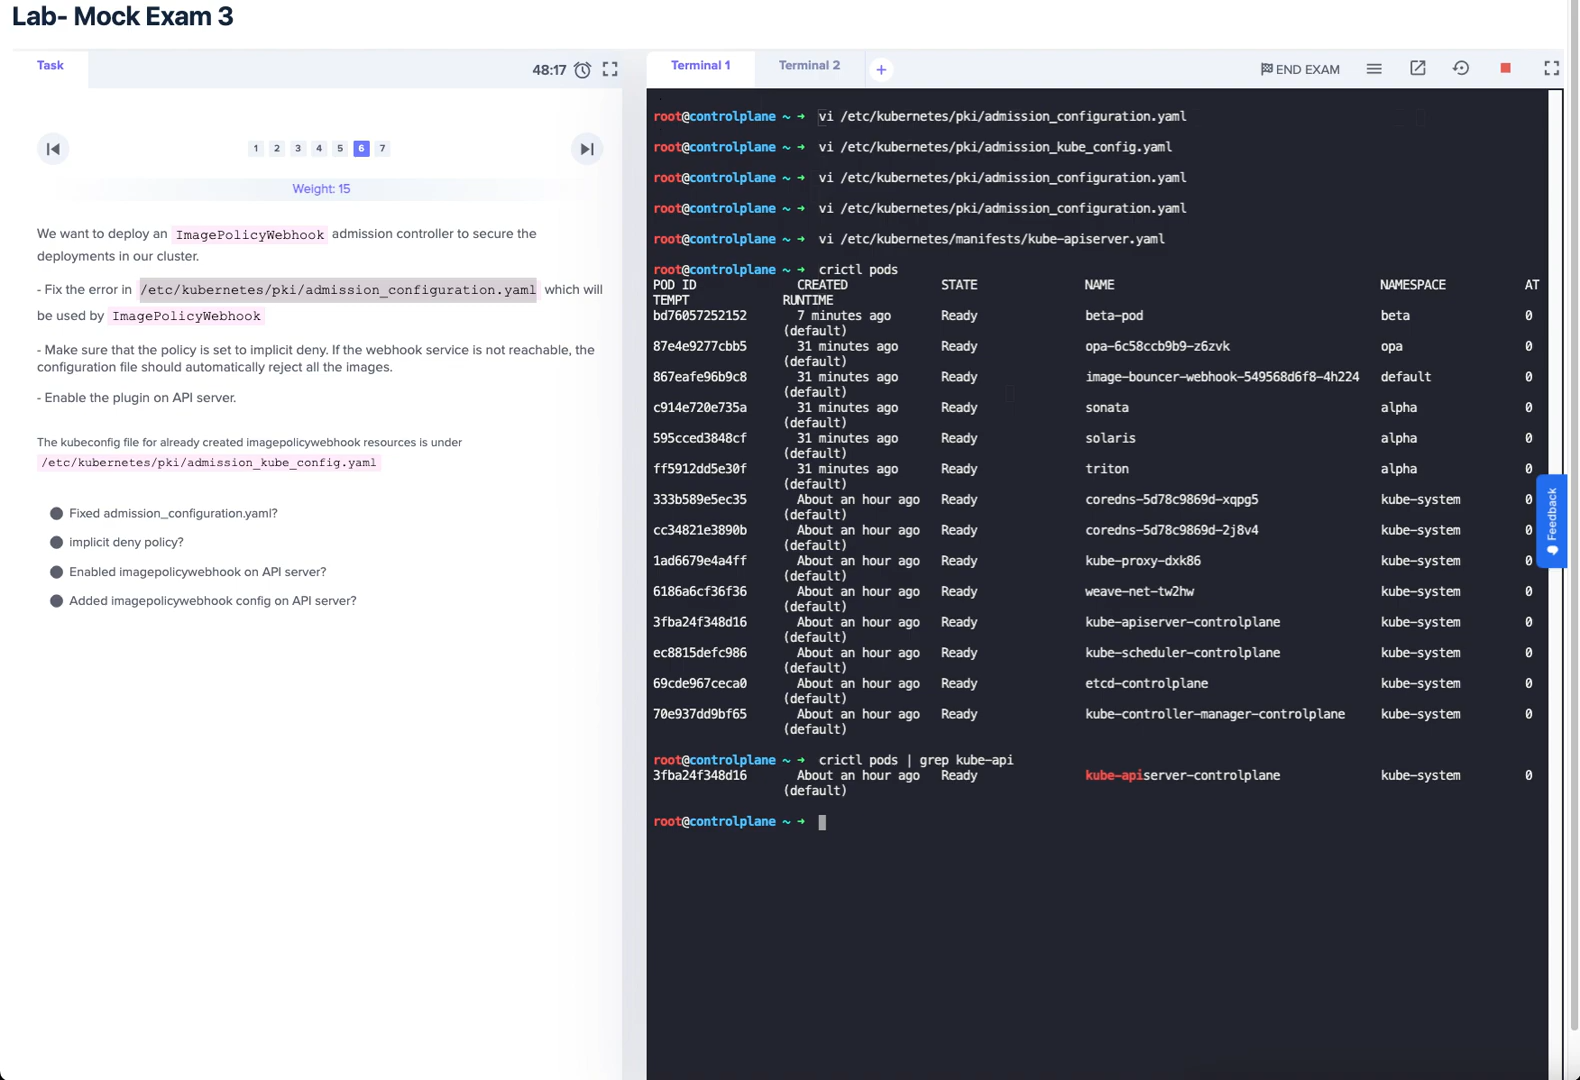 Lab- Mock Exam 3
Task
48:17
1 2 3 4 5 6 7
Weight: 15
We want to deploy an ImagePolicyWebhook admission controller to secure the
deployments in our cluster.
- Fix the error in /etc/kubernetes/pki/admission_configuration.yaml which will
be used by ImagePolicyWebhook
- Make sure that the policy is set to implicit deny. If the webhook service is not reachable, the
configuration file should automatically reject all the images.
- Enable the plugin on API server.
The kubeconfig file for already created imagepolicywebhook resources is under
/etc/kubernetes/pki/admission_kube_config.yaml
Fixed admission_configuration.yaml?
implicit deny policy?
Enabled imagepolicywebhook on API server?
Added imagepolicywebhook config on API server?
Terminal 1 Terminal 2 + END EXAM
root@controlplane ~ ➜ vi /etc/kubernetes/pki/admission_configuration.yaml
root@controlplane ~ ➜ vi /etc/kubernetes/pki/admission_kube_config.yaml
root@controlplane ~ ➜ vi /etc/kubernetes/pki/admission_configuration.yaml
root@controlplane ~ ➜ vi /etc/kubernetes/pki/admission_configuration.yaml
root@controlplane ~ ➜ vi /etc/kubernetes/manifests/kube-apiserver.yaml
root@controlplane ~ ➜ crictl pods
POD ID CREATED STATE NAME NAMESPACE AT
TEMPT RUNTIME
bd76057252152 7 minutes ago Ready beta-pod beta 0
(default)
87e4e9277cbb5 31 minutes ago Ready opa-6c58ccb9b9-z6zvk opa 0
(default)
867eafe96b9c8 31 minutes ago Ready image-bouncer-webhook-549568d6f8-4h224 default 0
(default)
c914e720e735a 31 minutes ago Ready sonata alpha 0
(default)
595cced3848cf 31 minutes ago Ready solaris alpha 0
(default)
ff5912dd5e30f 31 minutes ago Ready triton alpha 0
(default)
333b589e5ec35 About an hour ago Ready coredns-5d78c9869d-xqpg5 kube-system 0
(default)
cc34821e3890b About an hour ago Ready coredns-5d78c9869d-2j8v4 kube-system 0
(default)
1ad6679e4a4ff About an hour ago Ready kube-proxy-dxk86 kube-system 0
(default)
6186a6cf36f36 About an hour ago Ready weave-net-tw2hw kube-system 0
(default)
3fba24f348d16 About an hour ago Ready kube-apiserver-controlplane kube-system 0
(default)
ec8815defc986 About an hour ago Ready kube-scheduler-controlplane kube-system 0
(default)
69cde967ceca0 About an hour ago Ready etcd-controlplane kube-system 0
(default)
70e937dd9bf65 About an hour ago Ready kube-controller-manager-controlplane kube-system 0
(default)
root@controlplane ~ ➜ crictl pods | grep kube-api
3fba24f348d16 About an hour ago Ready kube-apiserver-controlplane kube-system 0
(default)
root@controlplane ~ ➜
Feedback